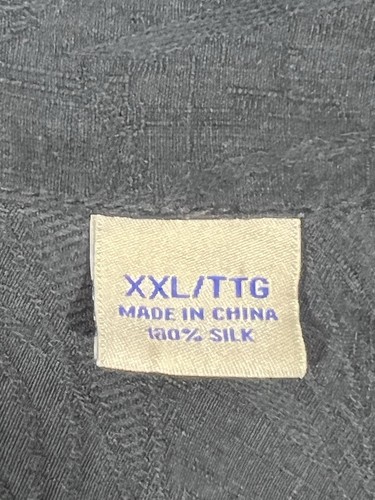 XXL/TTG
MADE IN CHINA
100% SILK